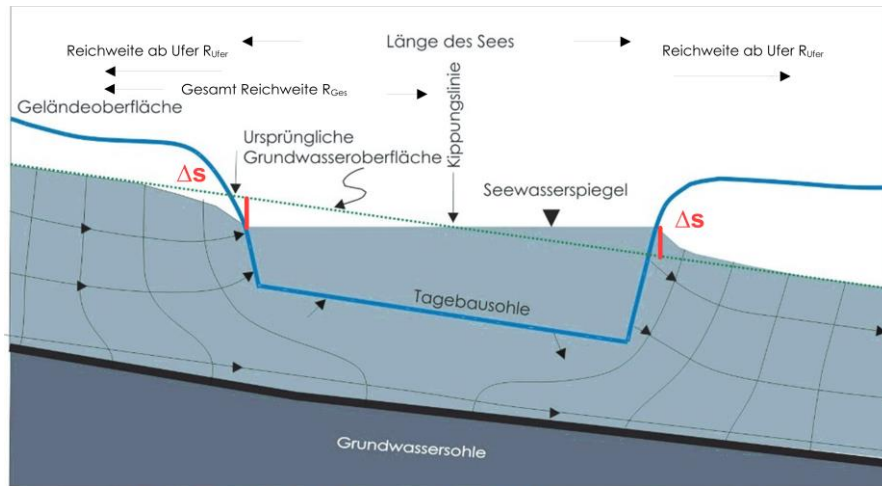 Reichweite ab Ufer RUfer
Länge des Sees
Reichweite ab Ufer RUfer
Gesamt Reichweite RGes
Geländeoberfläche
Kippungslinie
Ursprüngliche
Grundwasseroberfläche
Δs
Seewasserspiegel
Δs
Tagebausohle
Grundwassersohle